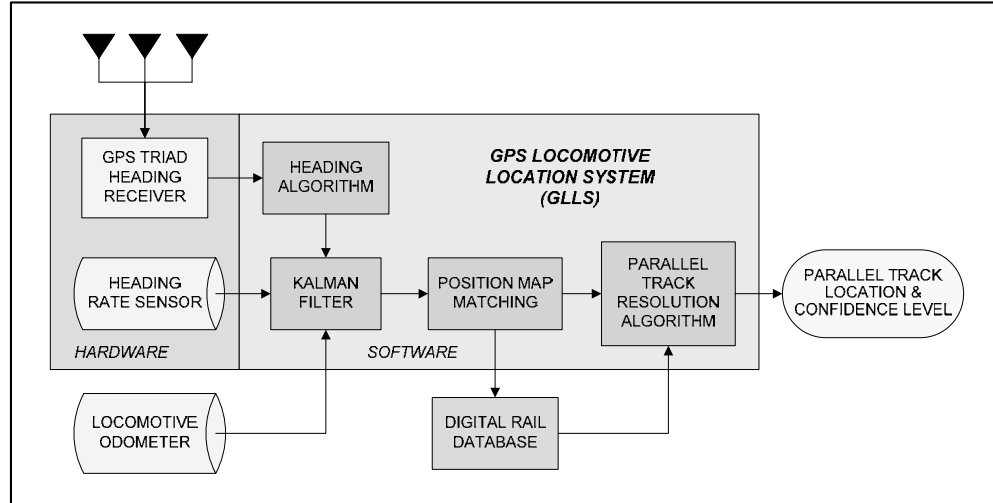 GPS TRIAD
HEADING
RECEIVER
HEADING
ALGORITHM
GPS LOCOMOTIVE
LOCATION SYSTEM
(GLLS)
HEADING
RATE SENSOR
KALMAN
FILTER
POSITION MAP
MATCHING
PARALLEL
TRACK
RESOLUTION
ALGORITHM
PARALLEL TRACK
LOCATION &
CONFIDENCE LEVEL
HARDWARE
SOFTWARE
LOCOMOTIVE
ODOMETER
DIGITAL RAIL
DATABASE